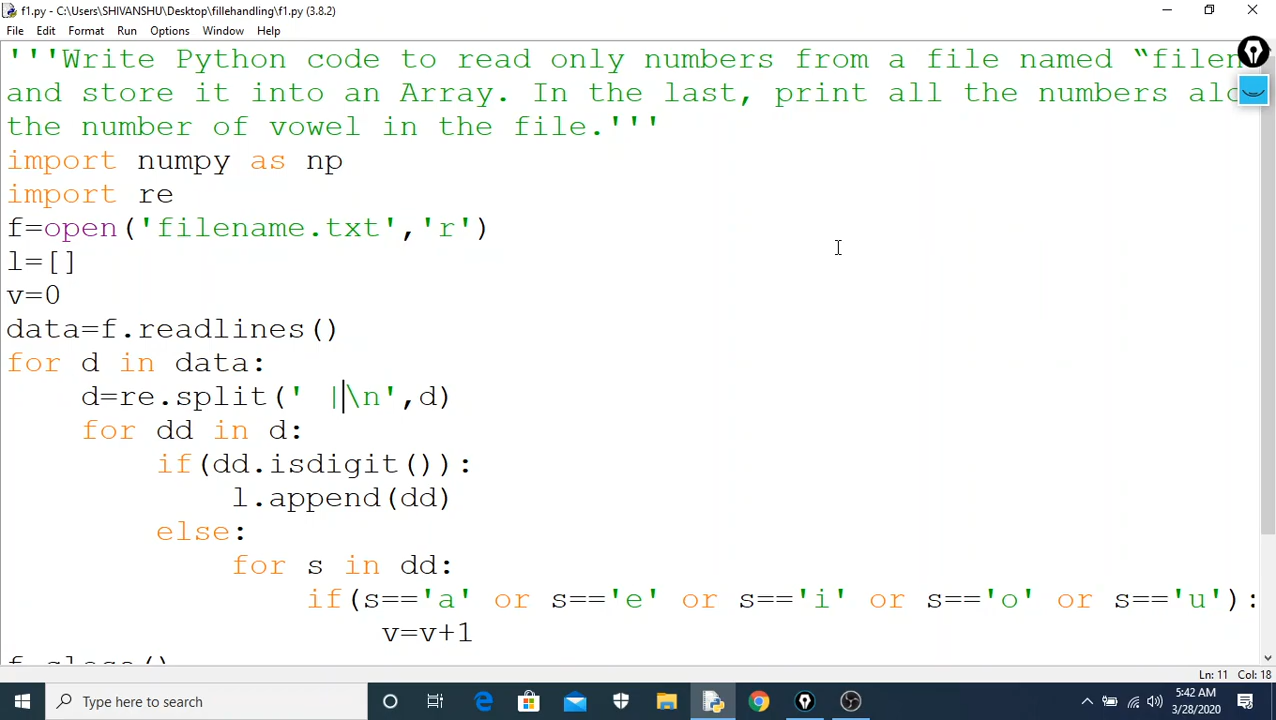 f1.py - C:\Users\SHIVANSHU\Desktop\fillehandling\f1.py (3.8.2)
File Edit Format Run Options Window Help
'''Write Python code to read only numbers from a file named “filen
and store it into an Array. In the last, print all the numbers alo
the number of vowel in the file.'''
import numpy as np
import re
f=open('filename.txt','r')
l=[]
v=0
data=f.readlines()
for d in data:
    d=re.split(' |\n',d)
    for dd in d:
        if(dd.isdigit()):
            l.append(dd)
        else:
            for s in dd:
                if(s=='a' or s=='e' or s=='i' or s=='o' or s=='u'):
                    v=v+1
f.close()
Ln: 11 Col: 18
Type here to search
5:42 AM
3/28/2020